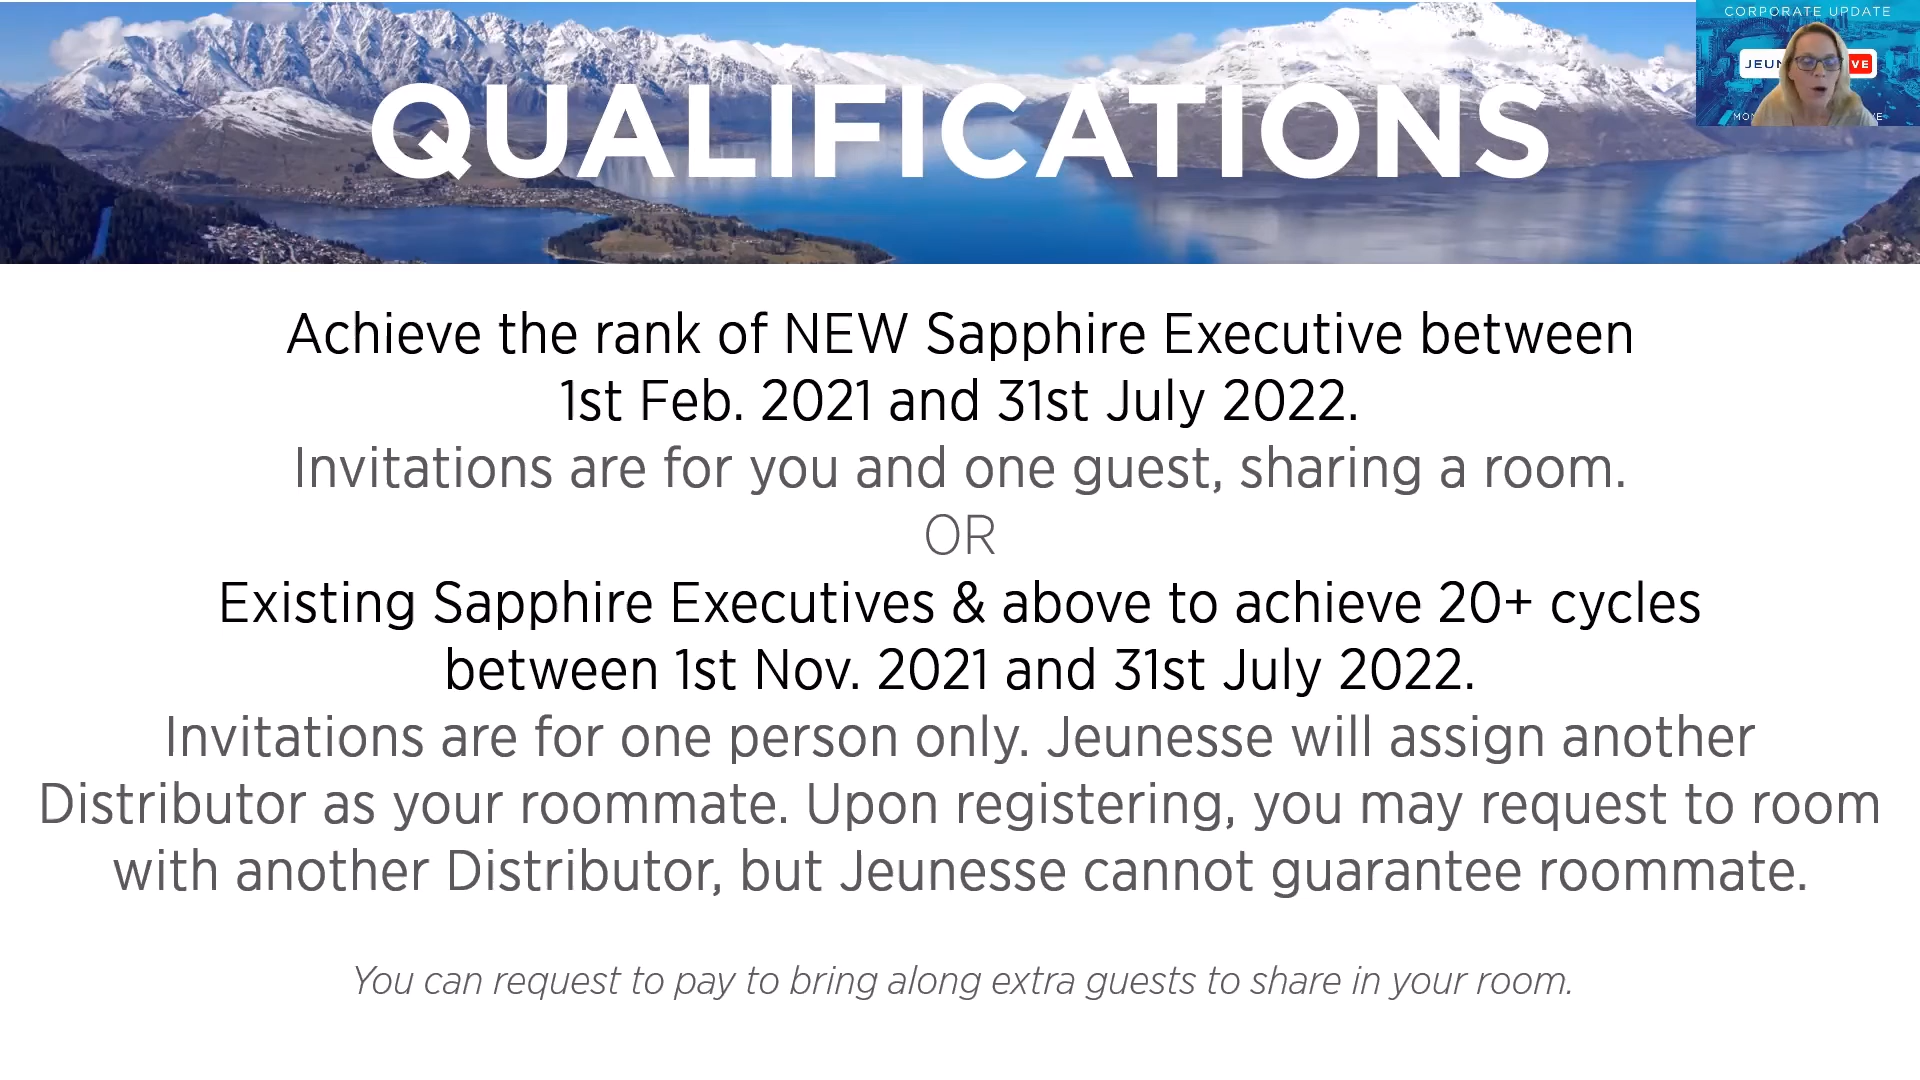 CORPORATE UPDATE
JEUN VE
QUALIFICATIONS
Achieve the rank of NEW Sapphire Executive between
1st Feb. 2021 and 31st July 2022.
Invitations are for you and one guest, sharing a room.
OR
Existing Sapphire Executives & above to achieve 20+ cycles
between 1st Nov. 2021 and 31st July 2022.
Invitations are for one person only. Jeunesse will assign another
Distributor as your roommate. Upon registering, you may request to room
with another Distributor, but Jeunesse cannot guarantee roommate.
You can request to pay to bring along extra guests to share in your room.